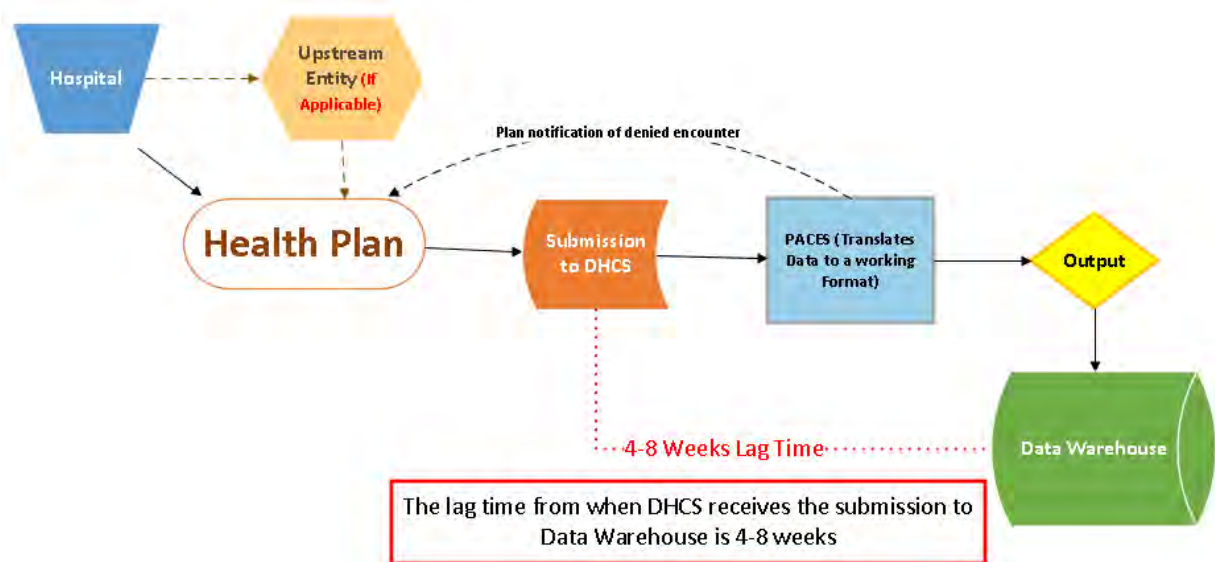 Hospital
Upstream
Entity (If
Applicable)
Plan notification of denied encounter
Health Plan
Submission
to DHCS
PACES (Translates
Data to a working
Format)
Output
4-8 Weeks Lag Time
Data Warehouse
The lag time from when DHCS receives the submission to
Data Warehouse is 4-8 weeks